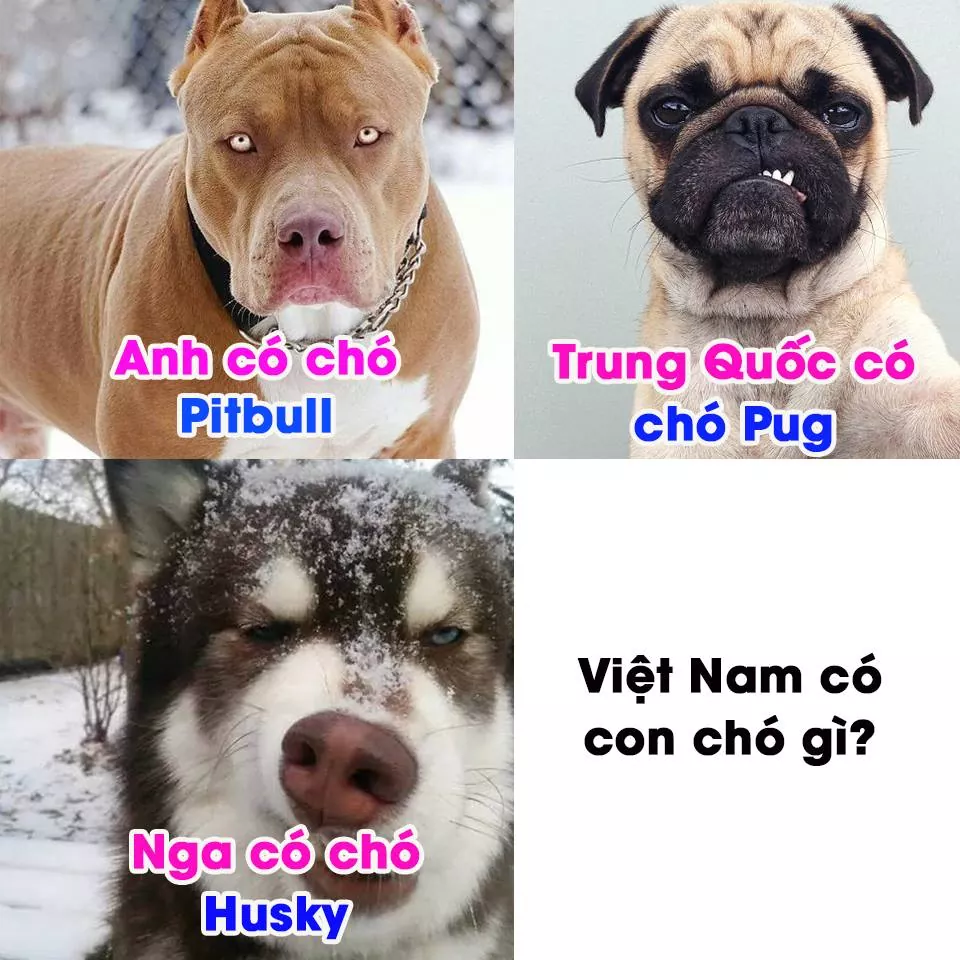 Anh có chó
Pitbull
Trung Quốc có
chó Pug
Nga có chó
Husky
Việt Nam có
con chó gì?